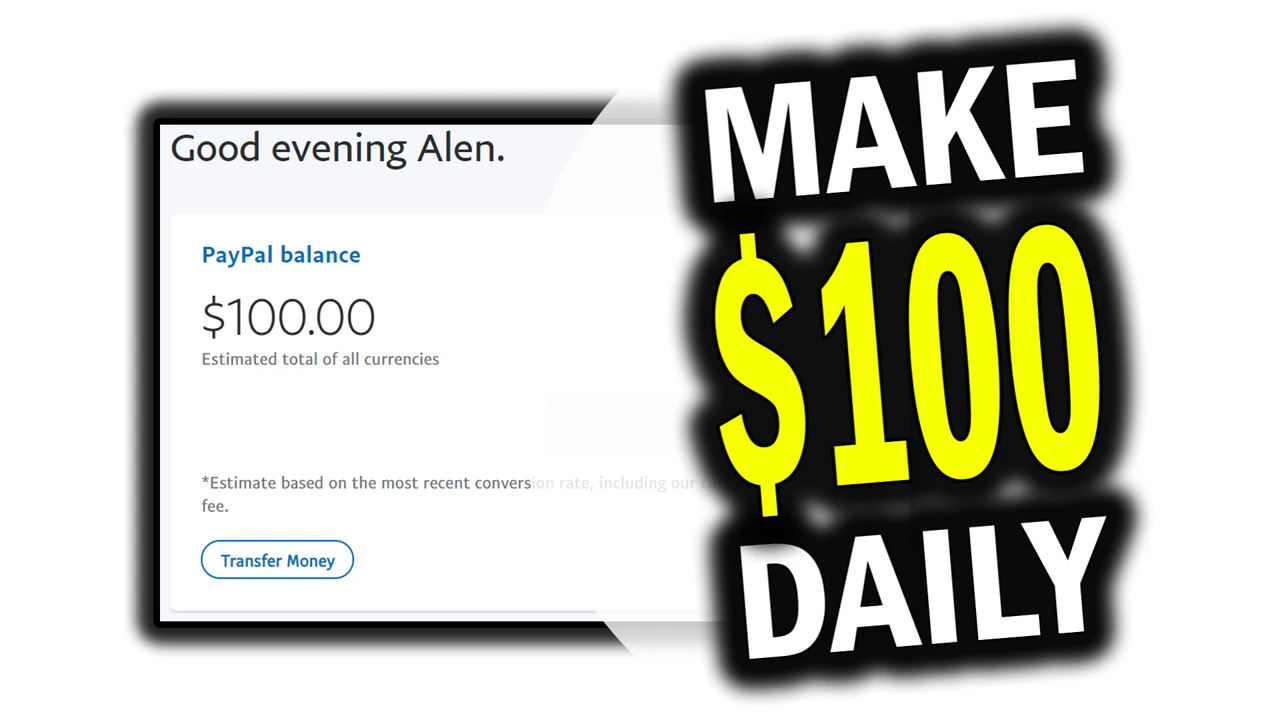 Good evening Alen.
PayPal balance
$100.00
Estimated total of all currencies
*Estimate based on the most recent conversion rate, including our
fee.
Transfer Money
MAKE
$100
DAILY